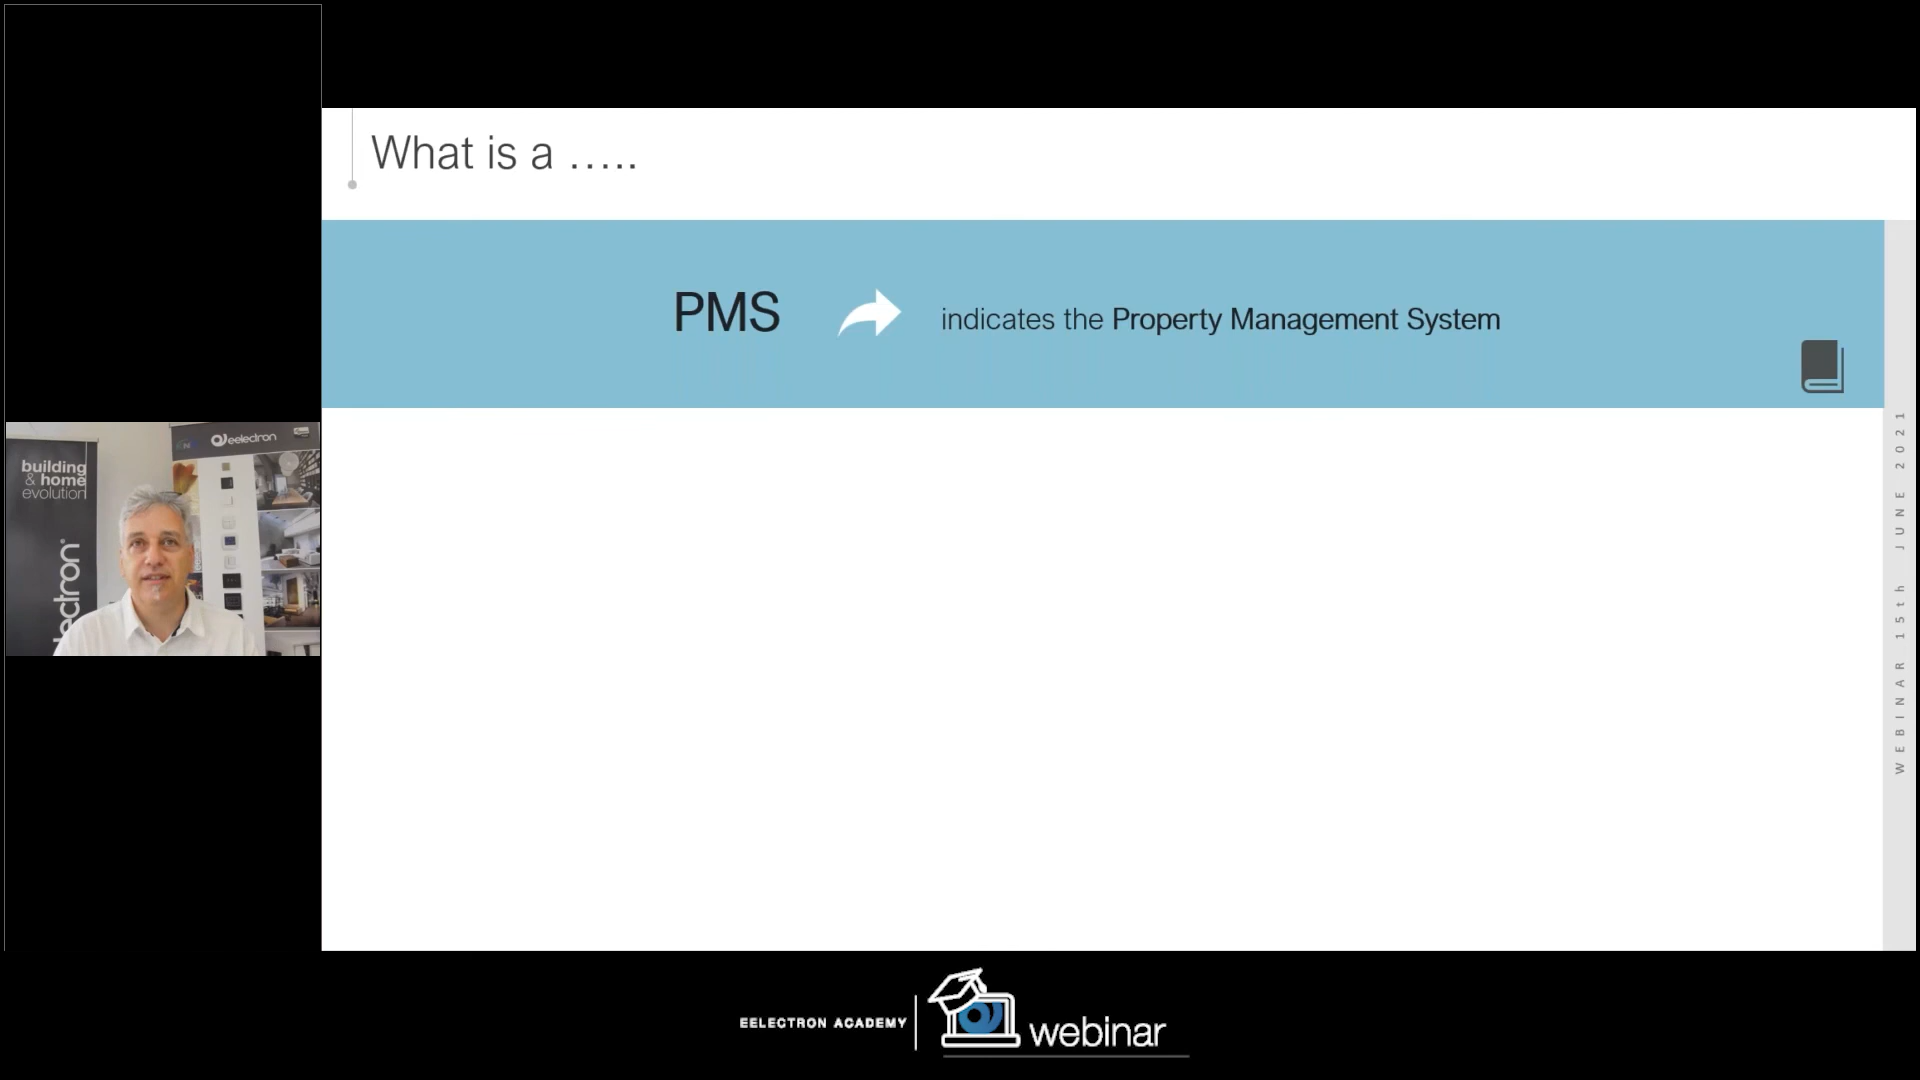 What is a …..
PMS
indicates the Property Management System
WEBINAR 15th JUNE 2021
building
& home
evolution
eelectron
ectron
EELECTRON ACADEMY
webinar